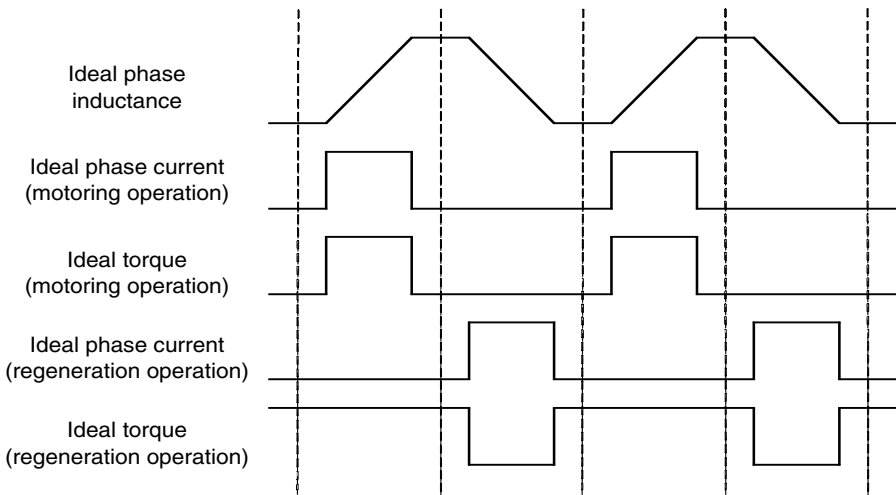 Ideal phase
inductance
Ideal phase current
(motoring operation)
Ideal torque
(motoring operation)
Ideal phase current
(regeneration operation)
Ideal torque
(regeneration operation)